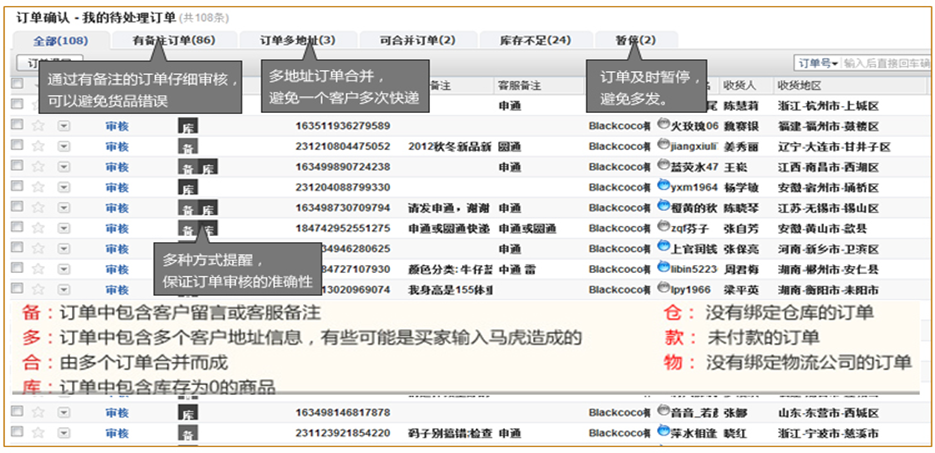 订单确认 - 我的待处理订单 (共108条)
全部(108) 有备注订单(86) 订单多地址(3) 可合并订单(2) 库存不足(24) 暂停(2)
订单号 输入后直接回车确
通过有备注的订单仔细审核，
可以避免货品错误
多地址订单合并，
避免一个客户多次快递
订单及时暂停，
避免多发。
备注 客服备注 收货人 收货地区
申通 陈慧莉 浙江-杭州市-上城区
审核 库 163511936279589 Blackcoco 火玫瑰06 魏赛银 福建-福州市-鼓楼区
审核 备 231210804475052 2012秋冬新品新 圆通 Blackcoco jiangxiuli 姜秀丽 辽宁-大连市-甘井子区
审核 备 库 163499890724238 申通 Blackcoco 蓝荧水47 王崧 江西-南昌市-西湖区
审核 库 231204088799330 Blackcoco yxm1964 杨学敏 安徽-宿州市-埇桥区
审核 备 库 163498730709794 请发申通，谢谢 申通 Blackcoco 橙黄的秋 陈晓琴 江苏-无锡市-锡山区
审核 备 库 184742952551275 申通或圆通快递 申通或圆通 Blackcoco zqf芬子 张自芳 安徽-黄山市-歙县
审核 34946280625 申通 Blackcoco 上官囙钱 张保亮 河南-新乡市-卫滨区
审核 84727107930 颜色分类: 牛仔蓝 申通 雷 Blackcoco libin5223 周君梅 湖南-郴州市-安仁县
审核 13020969074 我身高是155体重 Blackcoco lpy1966 梁平英 湖南-衡阳市-耒阳市
多种方式提醒，
保证订单审核的准确性
备：订单中包含客户留言或客服备注 仓：没有绑定仓库的订单
多：订单中包含多个客户地址信息，有些可能是买家输入马虎造成的 款：未付款的订单
合：由多个订单合并而成 物：没有绑定物流公司的订单
库：订单中包含库存为0的商品
审核 库 163498146817878 Blackcoco 音音_若 山东-东营市-西城区
审核 备 231123921854220 码子别搞错:检查 申通 Blackcoco 萍水相逢 晓红 浙江-宁波市-慈溪市